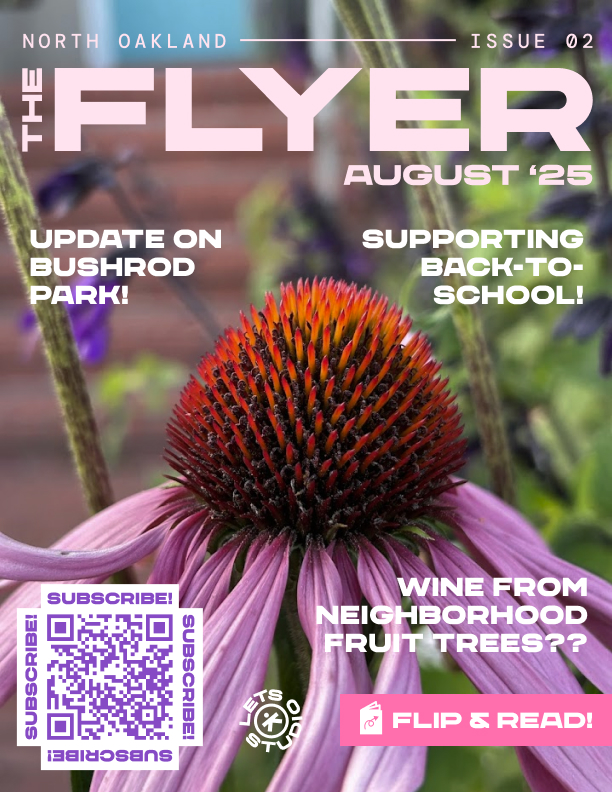 NORTH OAKLAND
ISSUE 02
THE FLYER
AUGUST ‘25
UPDATE ON
BUSHROD
PARK!
SUPPORTING
BACK-TO-
SCHOOL!
WINE FROM
NEIGHBORHOOD
FRUIT TREES??
SUBSCRIBE!
SUBSCRIBE!
SUBSCRIBE!
SUBSCRIBE!
LETS
STUDIO
FLIP & READ!